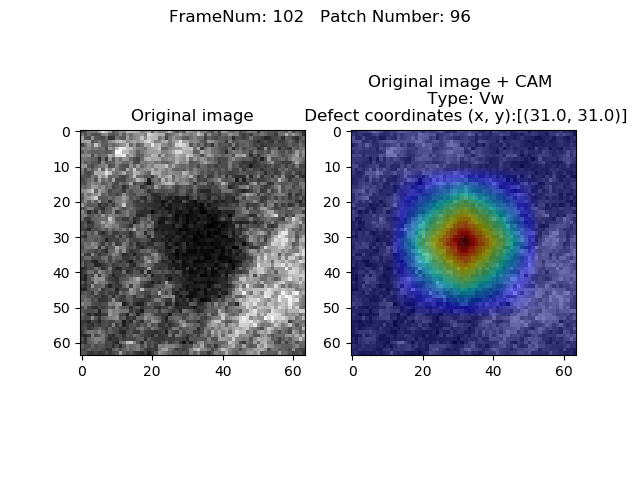 FrameNum: 102   Patch Number: 96
Original image
Original image + CAM
Type: Vw
Defect coordinates (x, y):[(31.0, 31.0)]
0
10
20
30
40
50
60
0 20 40 60
0
10
20
30
40
50
60
0 20 40 60